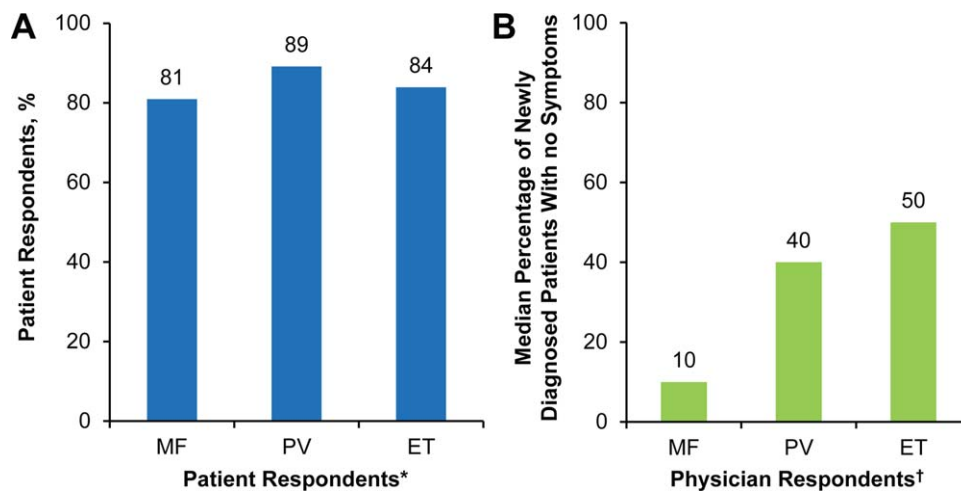 A
Patient Respondents, %
100
80
60
40
20
0
81
89
84
MF PV ET
Patient Respondents*
B
Median Percentage of Newly
Diagnosed Patients With no Symptoms
100
80
60
40
20
0
10
40
50
MF PV ET
Physician Respondents†